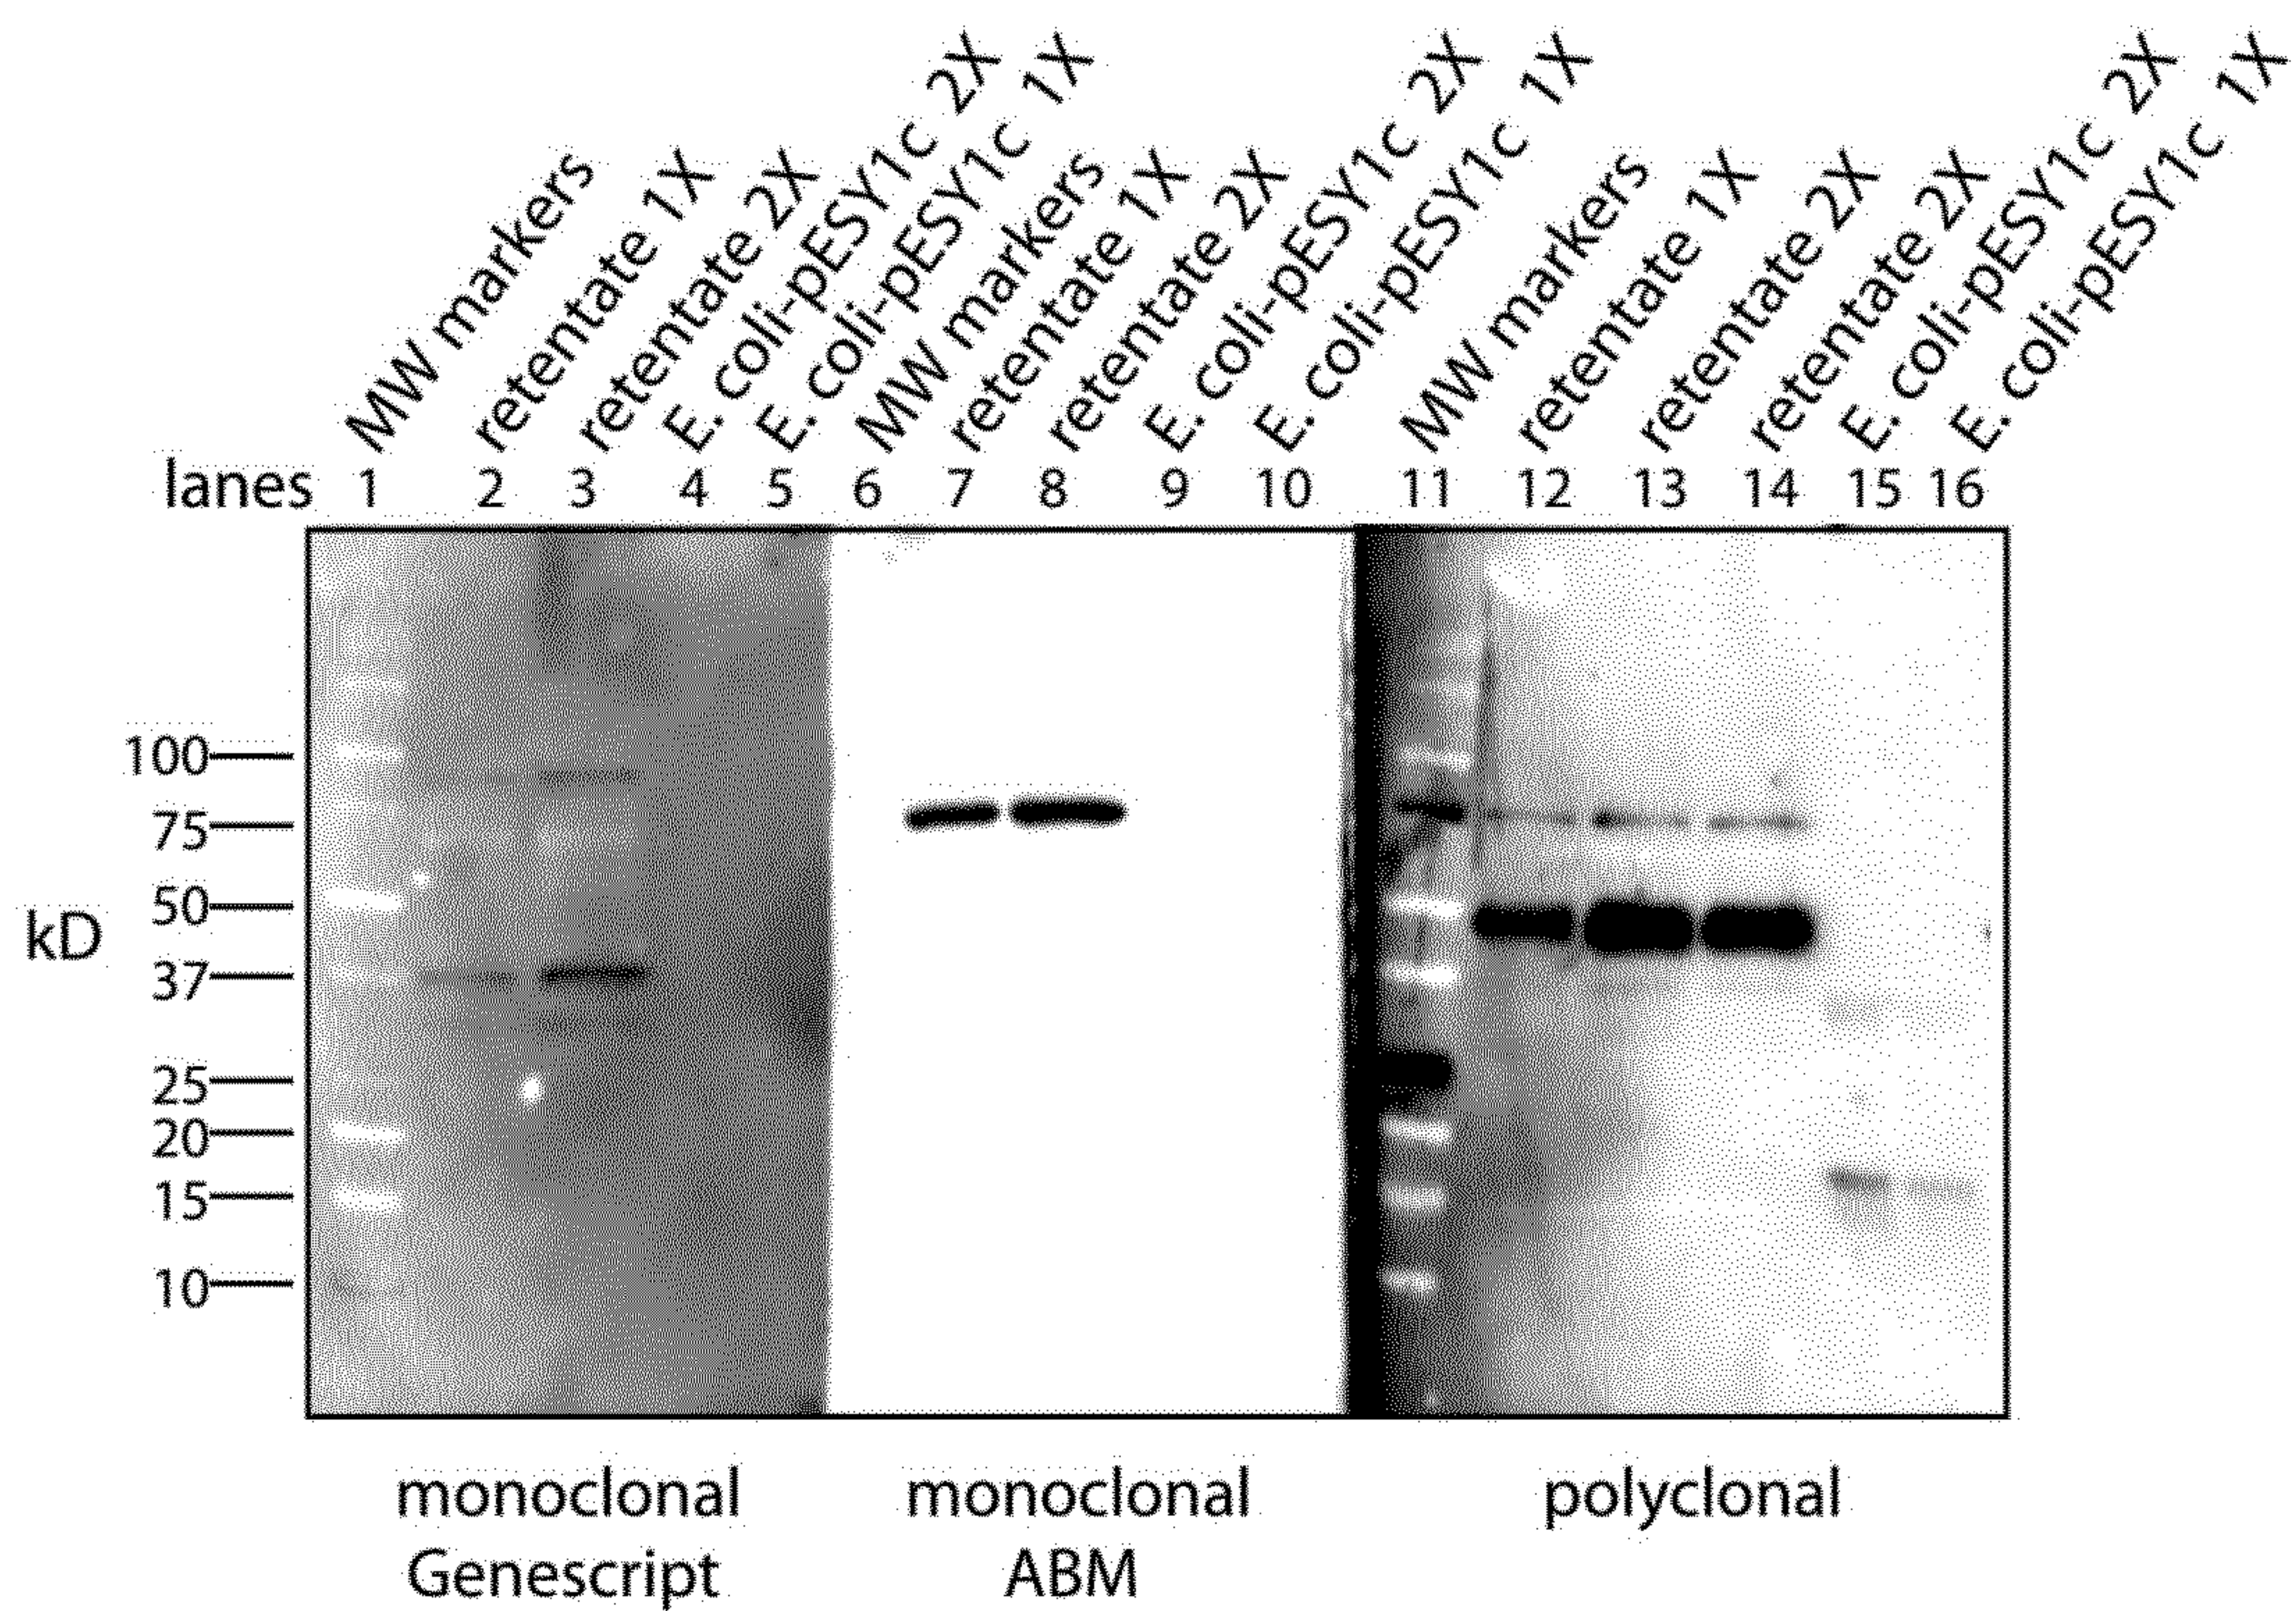 MW markers
retentate 1X
retentate 2X
E. coli-pESY1c 2X
E. coli-pESY1c 1X
MW markers
retentate 1X
retentate 2X
E. coli-pESY1c 2X
E. coli-pESY1c 1X
MW markers
retentate 1X
retentate 2X
retentate 2X
E. coli-pESY1c 2X
E. coli-pESY1c 1X
lanes 1 2 3 4 5 6 7 8 9 10 11 12 13 14 15 16
100
75
50
kD
37
25
20
15
10
monoclonal monoclonal polyclonal
Genescript ABM